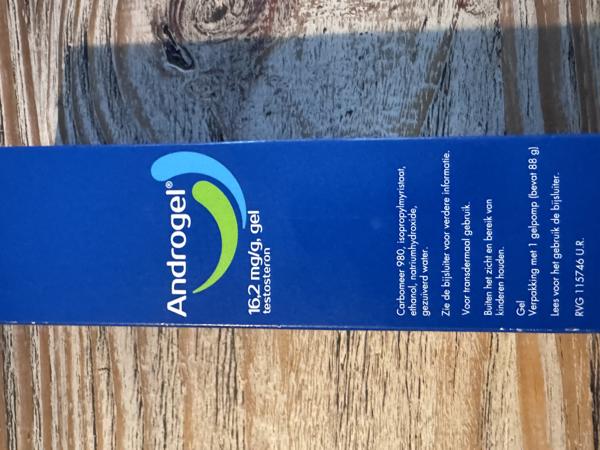 Androgel®
16,2 mg/g, gel
testosteron
Carbomeer 980, isopropylmyristaat,
ethanol, natriumhydroxide,
gezuiverd water.
Zie de bijsluiter voor verdere informatie.
Voor transdermaal gebruik.
Buiten het zicht en bereik van
kinderen houden.
Gel
Verpakking met 1 gelpomp (bevat 88 g)
Lees voor het gebruik de bijsluiter.
RVG 115746 U.R.